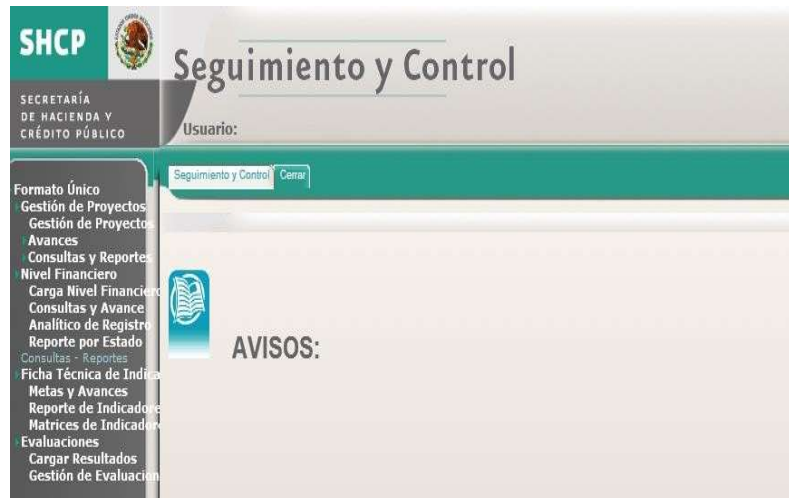 SHCP
SECRETARÍA
DE HACIENDA Y
CRÉDITO PÚBLICO
Seguimiento y Control
Usuario:
Seguimiento y Control
Cerrar
Formato Único
Gestión de Proyectos
Gestión de Proyectos
Avances
Consultas y Reportes
Nivel Financiero
Carga Nivel Financiero
Consultas y Avance
Analítico de Registro
Reporte por Estado
Consultas - Reportes
Ficha Técnica de Indica
Metas y Avances
Reporte de Indicadore
Matrices de Indicador
Evaluaciones
Cargar Resultados
Gestión de Evaluacion
AVISOS: